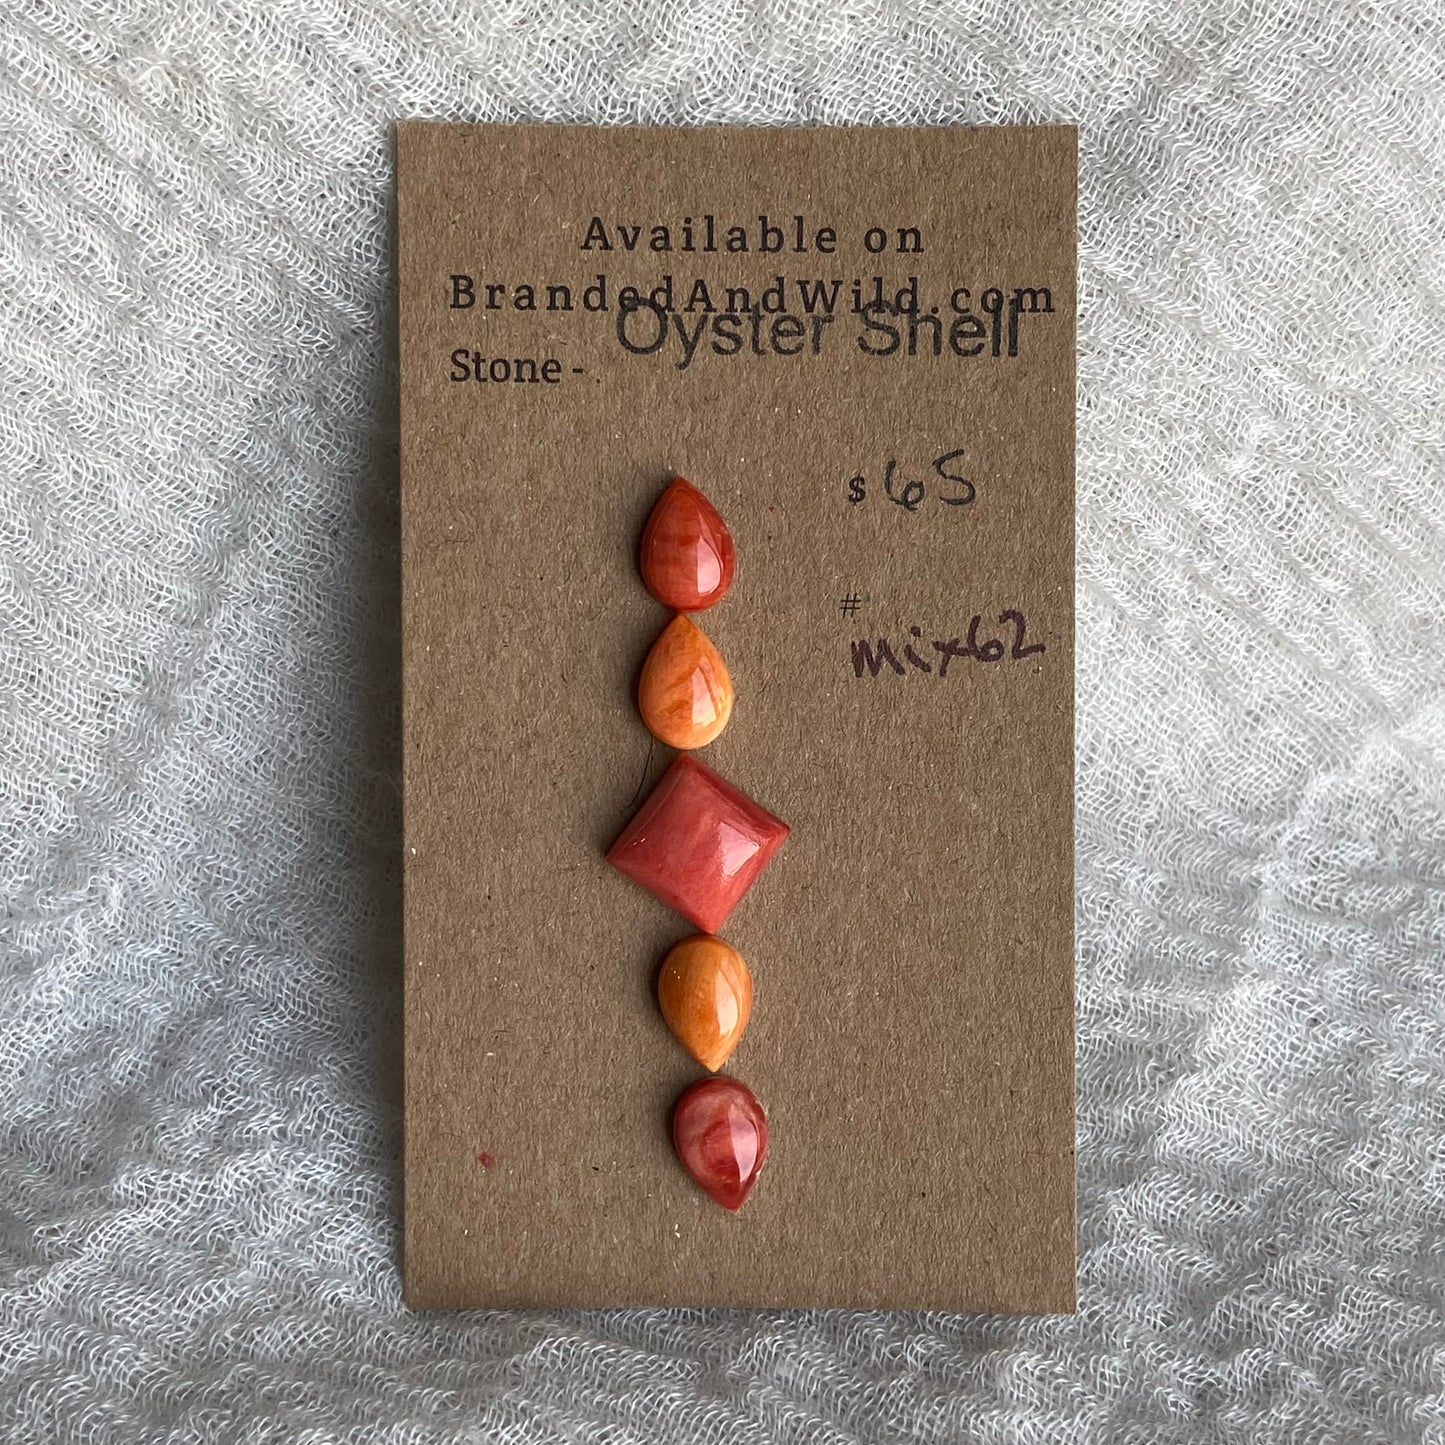 Available on
BrandedAndWild.com
Oyster Shell
Stone -
$ 65
#
mix62